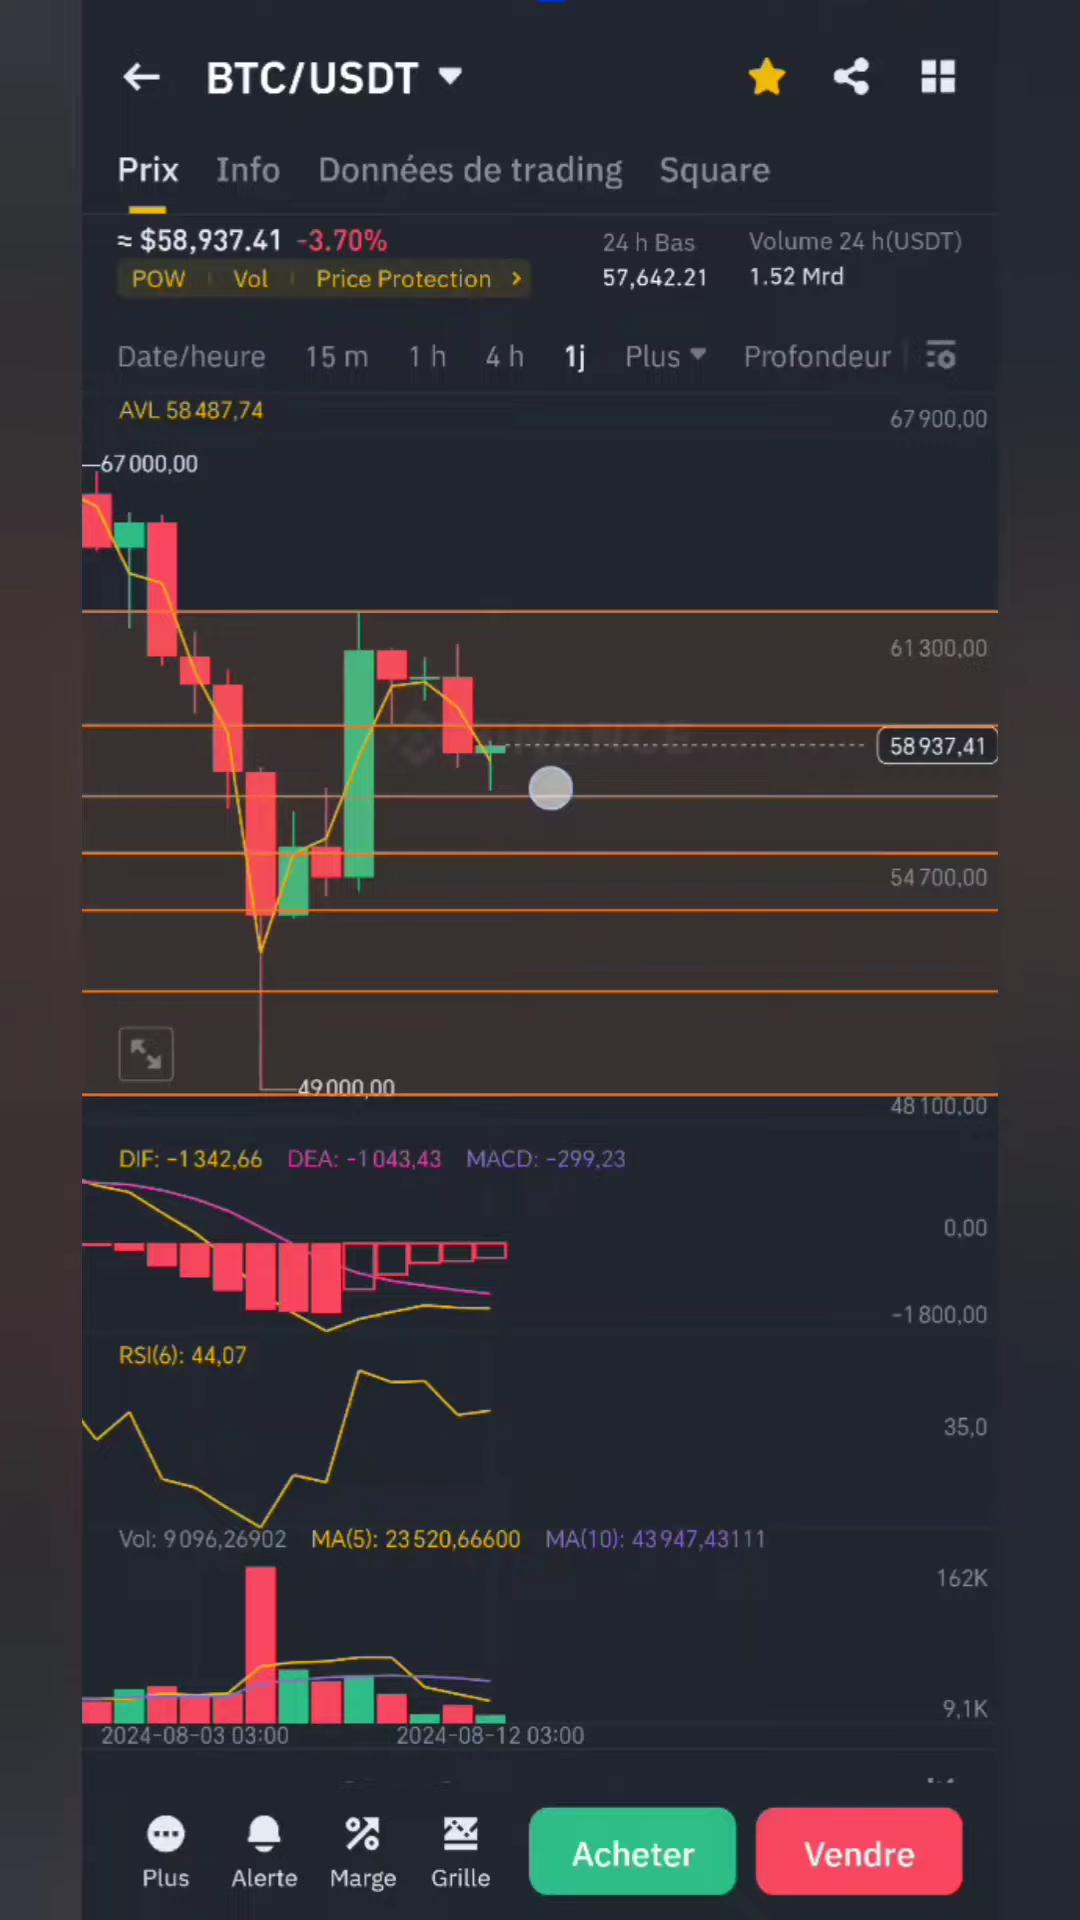 BTC/USDT
Prix Info Données de trading Square
≈ $58,937.41 -3.70%
24 h Bas Volume 24 h(USDT)
POW Vol Price Protection
57,642.21 1.52 Mrd
Date/heure 15 m 1 h 4 h 1j Plus Profondeur
AVL 58 487,74
67 900,00
67 000,00
61 300,00
BINANCE
58 937,41
54 700,00
49 000,00
48 100,00
DIF: -1 342,66 DEA: -1 043,43 MACD: -299,23
0,00
-1 800,00
RSI(6): 44,07
35,0
Vol: 9 096,26902 MA(5): 23 520,66600 MA(10): 43 947,43111
162K
9,1K
2024-08-03 03:00 2024-08-12 03:00
Plus Alerte Marge Grille Acheter Vendre